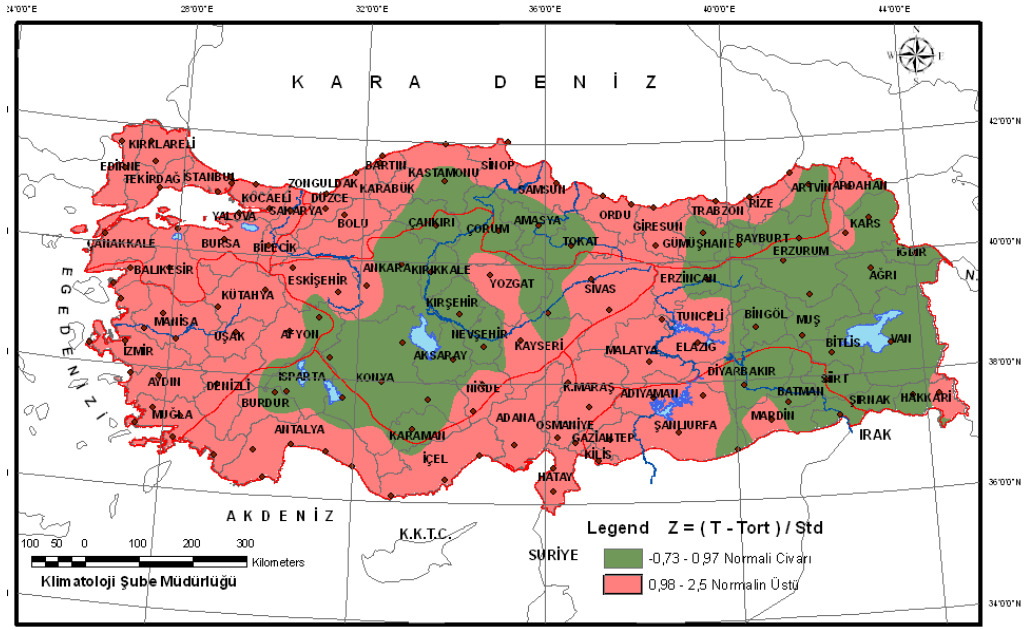 24°00'0"E 28°00'0"E 32°00'0"E 36°00'0"E 40°00'0"E 44°00'0"E
N
W E
S
K A R A D E N İ Z
42°0'0"N
KIRKLARELİ
EDİRNE
TEKİRDAĞ
İSTANBUL
KOCAELİ
YALOVA
SAKARYA
ZONGULDAK
DÜZCE
BARTIN
KARABÜK
KASTAMONU
SİNOP
SAMSUN
BOLU
ÇANKIRI
ÇORUM
AMASYA
TOKAT
ORDU
GİRESUN
TRABZON
RİZE
ARTVİN
ARDAHAN
KARS
GÜMÜŞHANE
BAYBURT
ERZURUM
IĞDIR
AĞRI
N.
40°0'0"N
ÇANAKKALE
BURSA
BİLECİK
BALIKESİR
ESKİŞEHİR
KÜTAHYA
ANKARA
KIRIKKALE
YOZGAT
SİVAS
ERZİNCAN
KIRŞEHİR
TUNCELİ
BİNGÖL
MUŞ
BİTLİS
VAN
MANİSA
UŞAK
AFYON
NEVŞEHİR
AKSARAY
KAYSERİ
MALATYA
ELAZIĞ
38°0'0"N
EGE DENİZİ
İZMİR
AYDIN
DENİZLİ
ISPARTA
BURDUR
KONYA
NİĞDE
K.MARAŞ
ADIYAMAN
DİYARBAKIR
BATMAN
SİİRT
ŞIRNAK
HAKKARİ
MARDİN
MUĞLA
ANTALYA
KARAMAN
ADANA
OSMANİYE
GAZİANTEP
KİLİS
ŞANLIURFA
İÇEL
HATAY
IRAK
36°0'0"N
A K D E N İ Z
K.K.T.C.
SURİYE
Legend Z = ( T - Tort ) / Std
-0,73 - 0,97 Normali Civarı
0,98 - 2,5 Normalin Üstü
100 50 0 100 200 300
Kilometers
Klimatoloji Şube Müdürlüğü
34°0'0"N